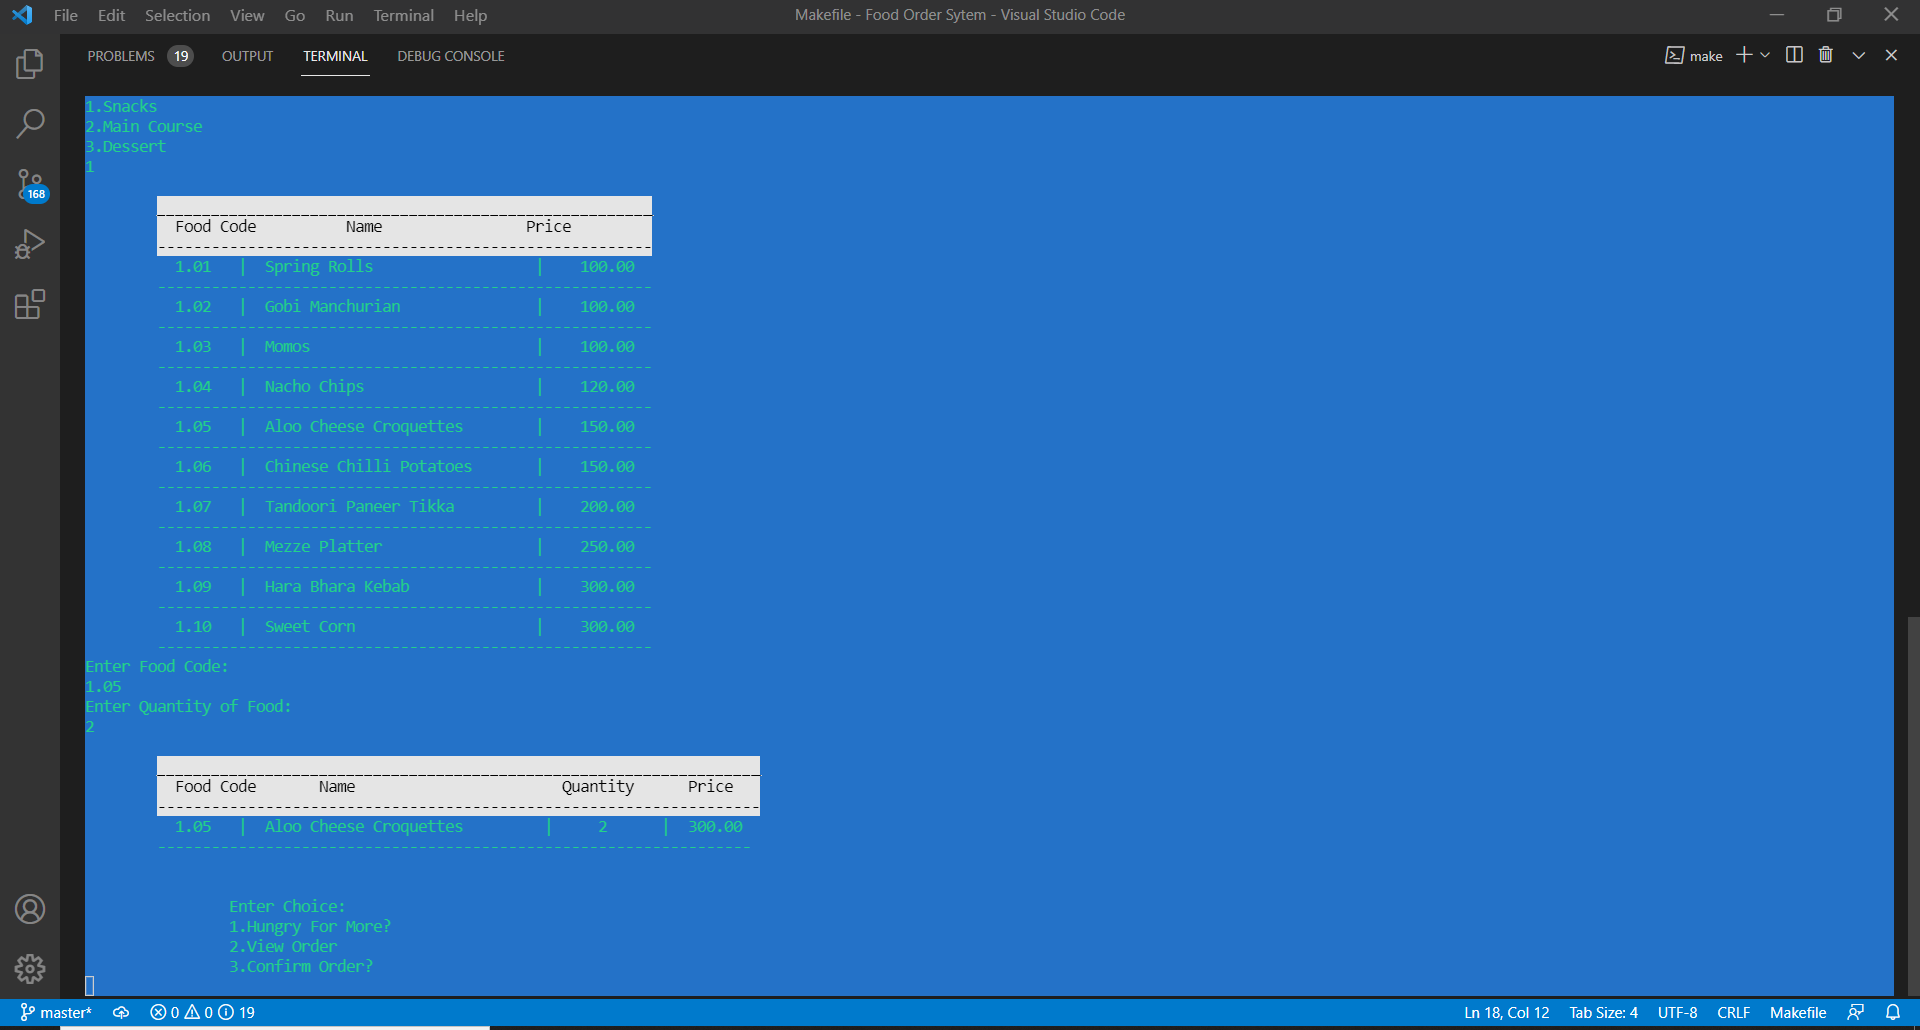 File Edit Selection View Go Run Terminal Help Makefile - Food Order Sytem - Visual Studio Code
PROBLEMS 19 OUTPUT TERMINAL DEBUG CONSOLE make
168
1.Snacks
2.Main Course
3.Dessert
1
Food Code Name Price
1.01 | Spring Rolls | 100.00
1.02 | Gobi Manchurian | 100.00
1.03 | Momos | 100.00
1.04 | Nacho Chips | 120.00
1.05 | Aloo Cheese Croquettes | 150.00
1.06 | Chinese Chilli Potatoes | 150.00
1.07 | Tandoori Paneer Tikka | 200.00
1.08 | Mezze Platter | 250.00
1.09 | Hara Bhara Kebab | 300.00
1.10 | Sweet Corn | 300.00
Enter Food Code:
1.05
Enter Quantity of Food:
2
Food Code Name Quantity Price
1.05 | Aloo Cheese Croquettes | 2 | 300.00
Enter Choice:
1.Hungry For More?
2.View Order
3.Confirm Order?
master* 0 0 19 Ln 18, Col 12 Tab Size: 4 UTF-8 CRLF Makefile